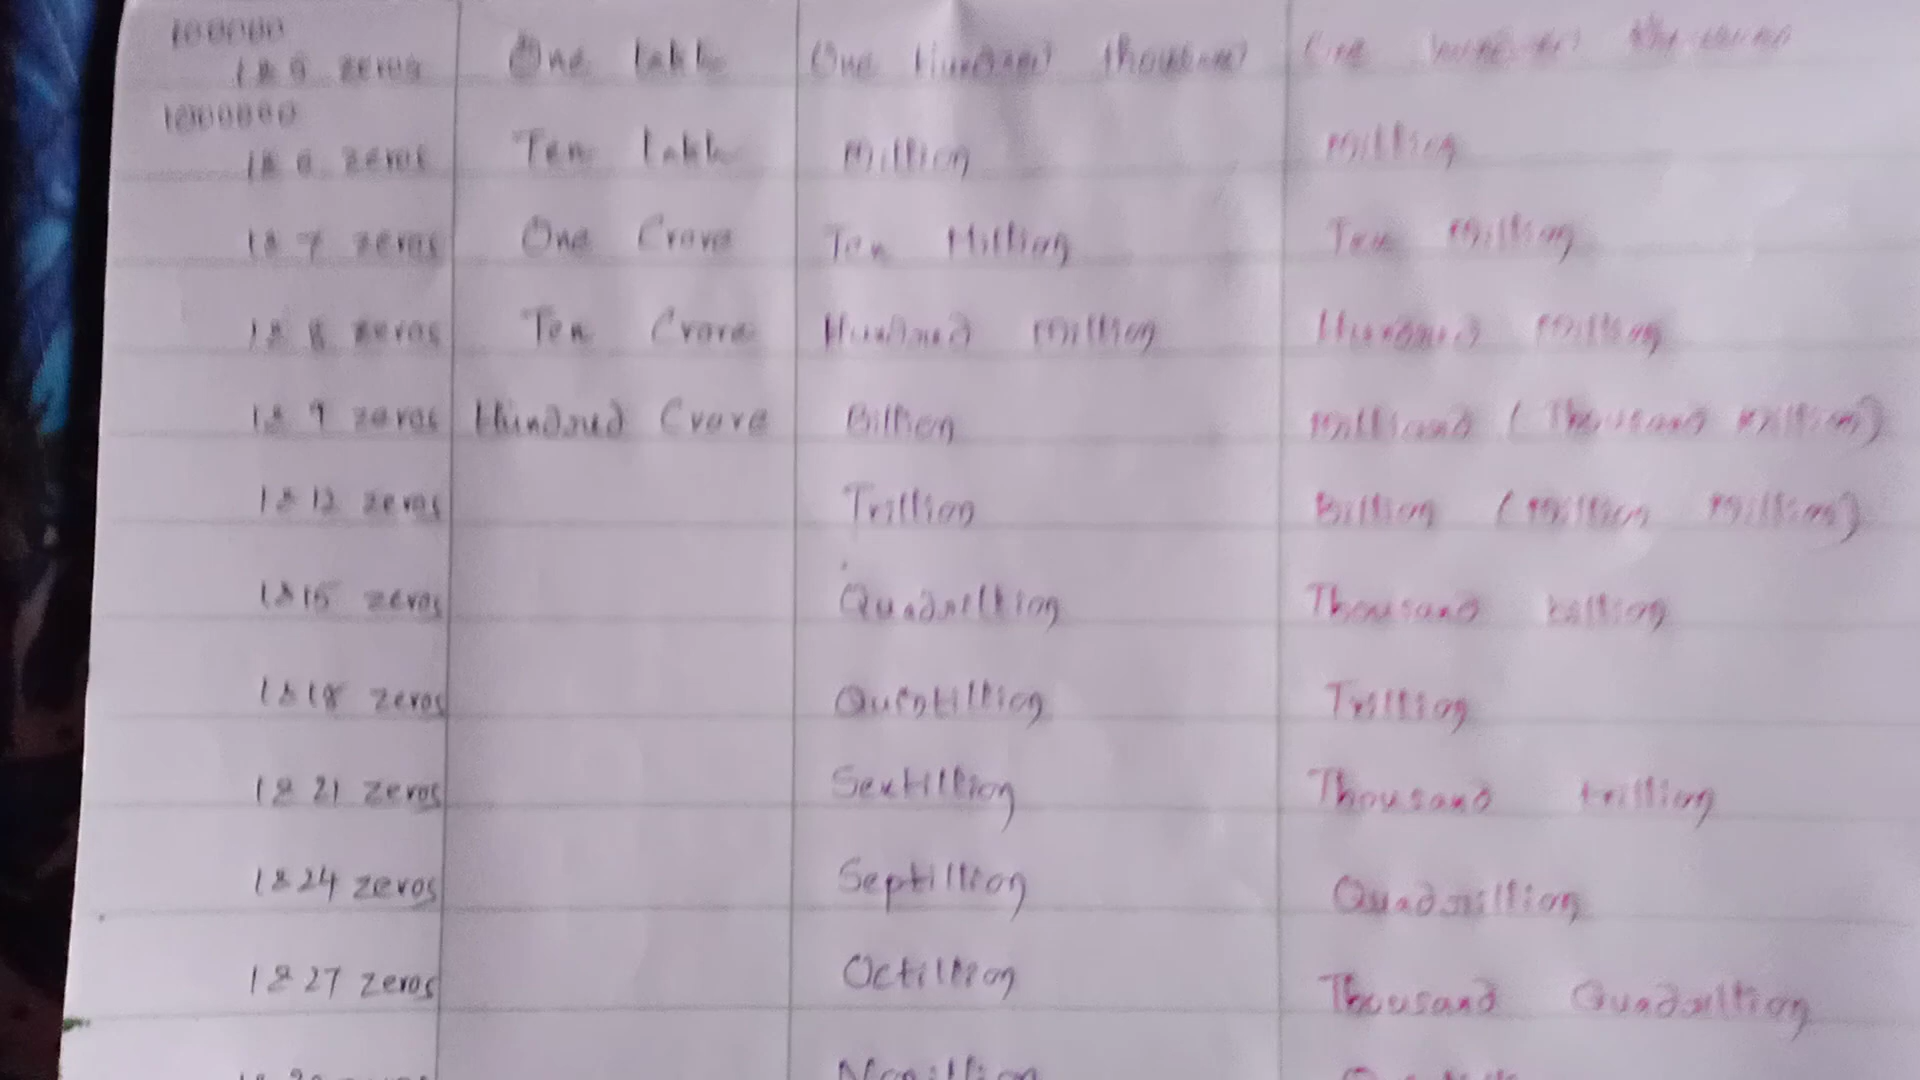 100000
1 & 5 zeros One lakh One Hundred thousand One hundred thousand
1000000
1 & 6 zeros Ten lakh Million Million
1 & 7 zeros One Crore Ten Million Ten Million
1 & 8 zeros Ten Crore Hundred Million Hundred Million
1 & 9 zeros Hundred Crore Billion Milliard (Thousand Million)
1 & 12 zeros Trillion Billion (Million Million)
1 & 15 zeros Quadrillion Thousand billion
1 & 18 zeros Quintillion Trillion
1 & 21 zeros Sextillion Thousand trillion
1 & 24 zeros Septillion Quadrillion
1 & 27 zeros Octillion Thousand Quadrillion
Nonillion